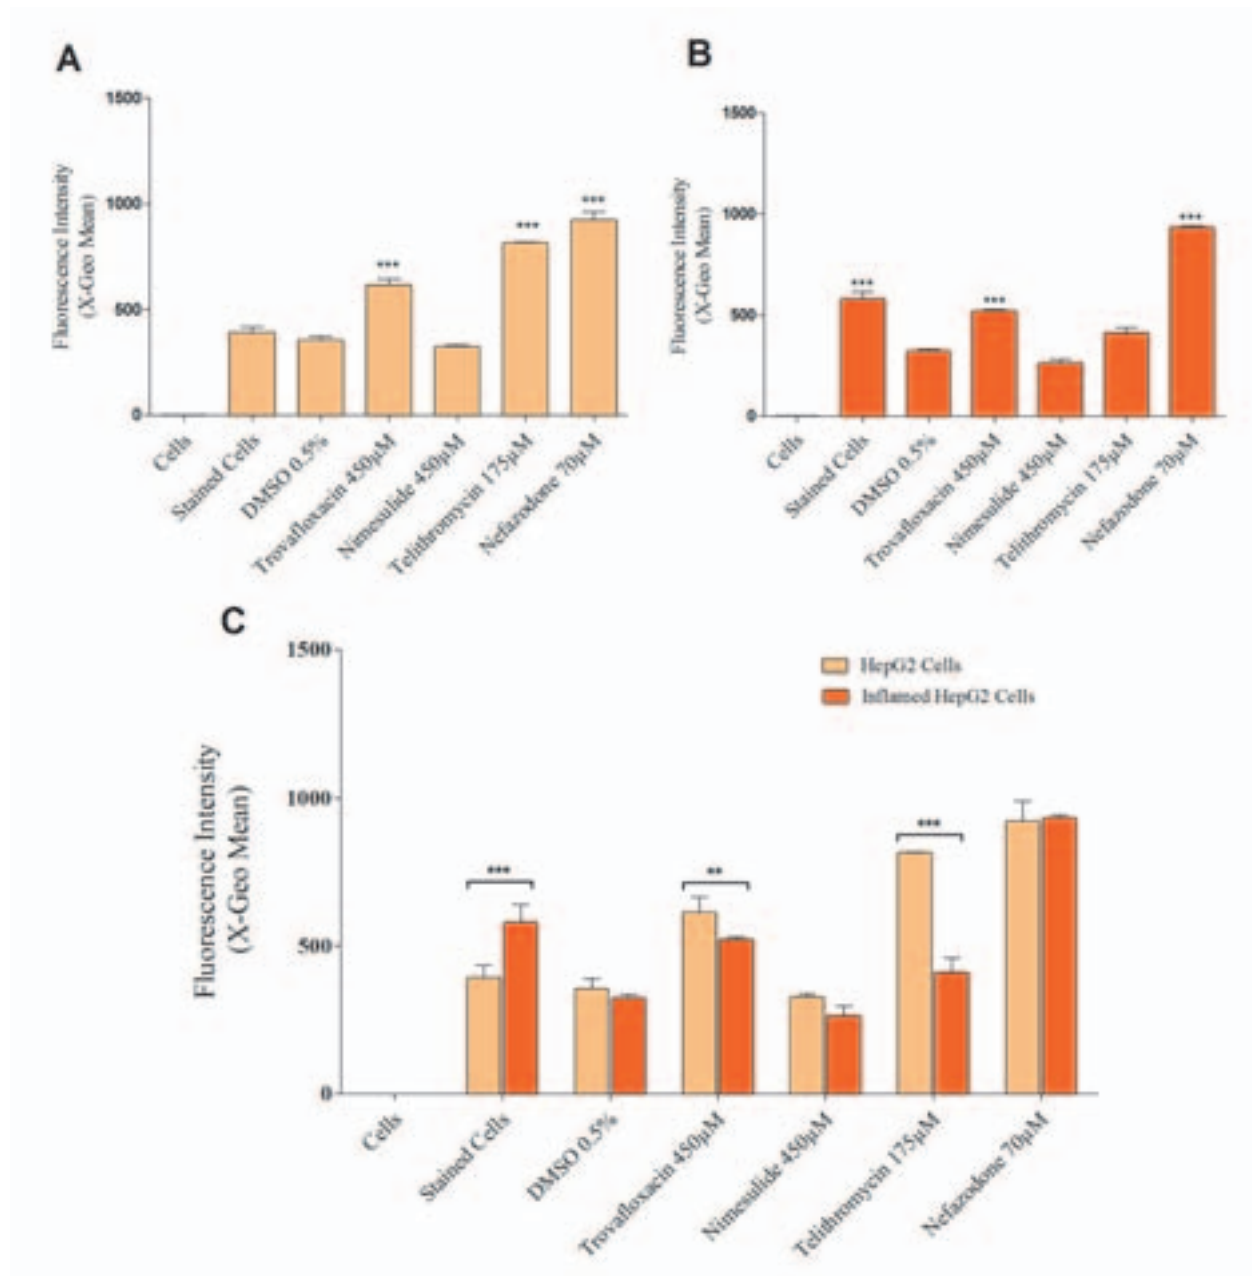 A
1500
1000
500
0
Fluorescence Intensity
(X-Geo Mean)
***
***
***
Cells
Stained Cells
DMSO 0.5%
Trovafloxacin 450µM
Nimesulide 450µM
Telithromycin 175µM
Nefazodone 70µM
B
1500
1000
500
0
Fluorescence Intensity
(X-Geo Mean)
***
***
***
Cells
Stained Cells
DMSO 0.5%
Trovafloxacin 450µM
Nimesulide 450µM
Telithromycin 175µM
Nefazodone 70µM
C
1500
1000
500
0
Fluorescence Intensity
(X-Geo Mean)
HepG2 Cells
Inflamed HepG2 Cells
***
**
***
Cells
Stained Cells
DMSO 0.5%
Trovafloxacin 450µM
Nimesulide 450µM
Telithromycin 175µM
Nefazodone 70µM